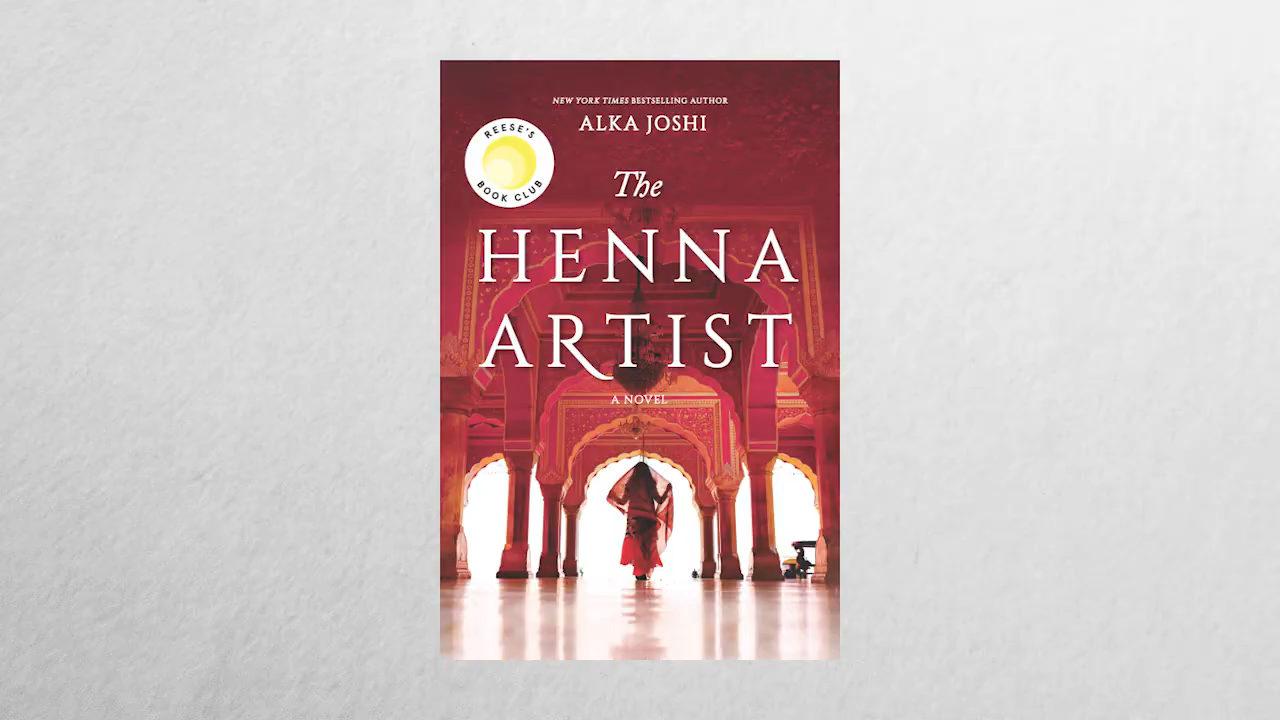 NEW YORK TIMES BESTSELLING AUTHOR
ALKA JOSHI
REESE'S
BOOK CLUB
The
HENNA
ARTIST
A NOVEL